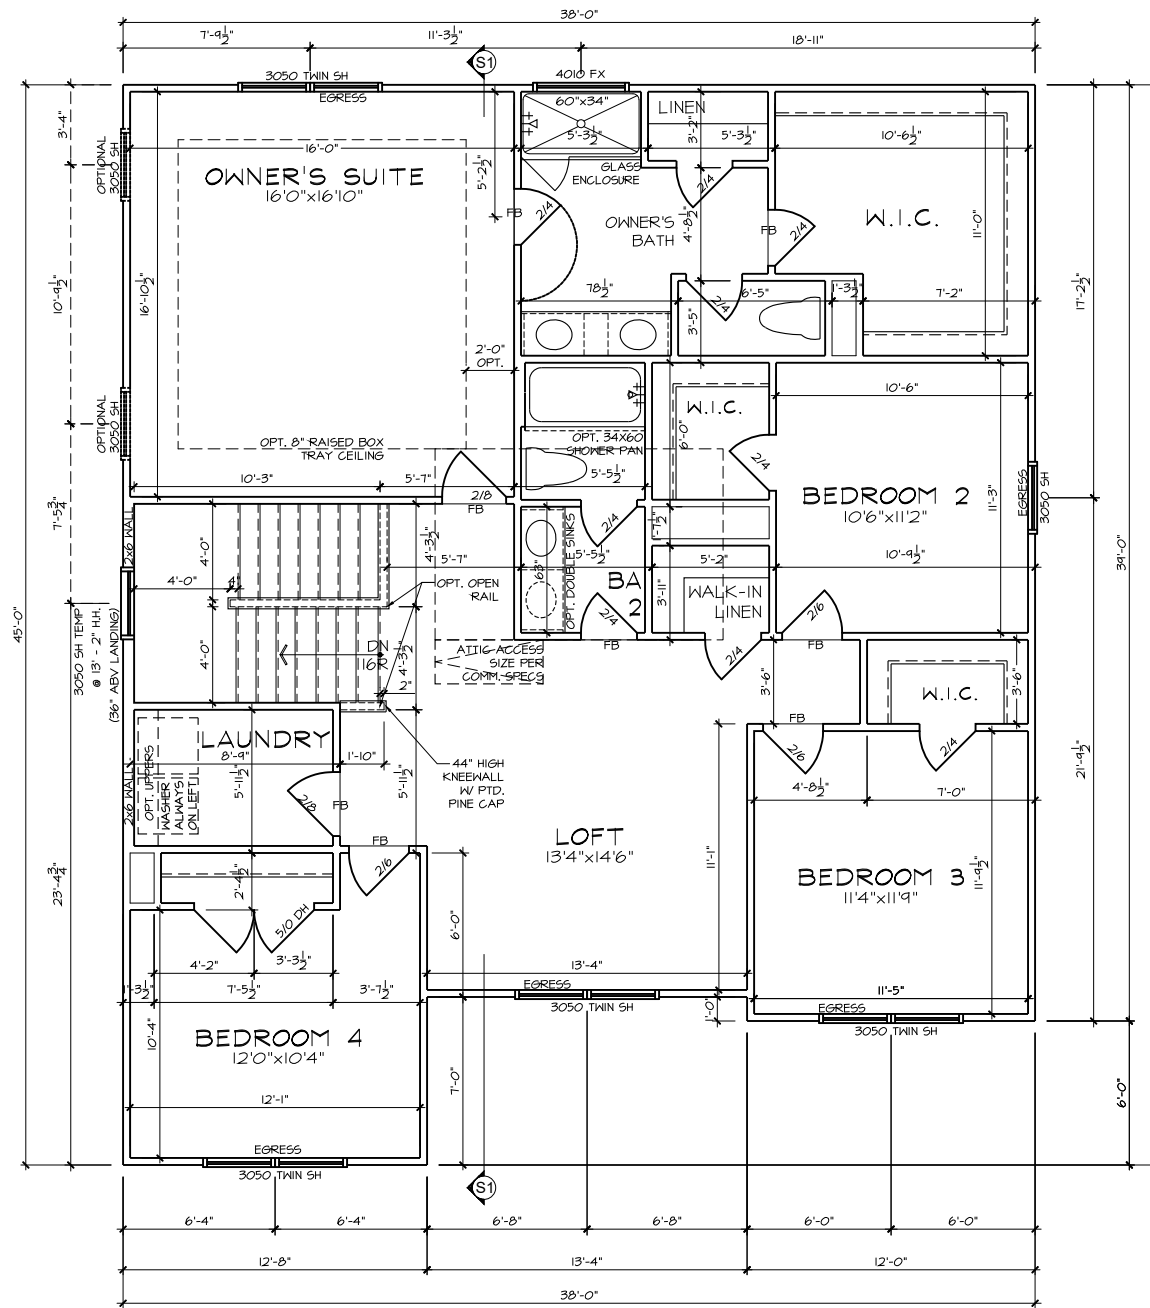 38'-0"
7'-9½"
11'-3½"
18'-11"
S1
3050 TWIN SH
EGRESS
4010 FX
60"x34"
LINEN
3'-4"
OPTIONAL
3050 SH
16'-0"
5'-3½"
3'-2"
5'-3½"
10'-6½"
OWNER'S SUITE
16'0"x16'10"
5'-2½"
GLASS
ENCLOSURE
2/4
FB
2/4
OWNER'S
BATH
4'-8½"
FB
2/4
W.I.C.
11'-0"
10'-9½"
16'-10½"
78½"
2/4
6'-5"
1'-3½"
7'-2"
17'-2½"
3'-5"
2'-0"
OPT.
OPTIONAL
3050 SH
W.I.C.
6'-0"
10'-6"
OPT. 8" RAISED BOX
TRAY CEILING
OPT. 34X60
SHOWER PAN
5'-5½"
2/4
10'-3"
5'-7"
2/8
FB
BEDROOM 2
10'6"x11'2"
11'-3"
EGRESS
3050 SH
7'-5¾"
2x6 WALL
4'-0"
4'-3½"
5'-7"
2/4
5'-5½"
63"
OPT. DOUBLE SINKS
1'-7½"
5'-2"
10'-9½"
39'-0"
4'-0"
4"
OPT. OPEN
RAIL
BA
2
2/4
FB
3'-11"
WALK-IN
LINEN
2/6
FB
45'-0"
3050 SH TEMP
@ 13' - 2" H.H.
(36" ABV LANDING)
4'-0"
DN
16R
4'-3½"
2"
ATTIC ACCESS
SIZE PER
COMM. SPECS
2/4
3'-6"
W.I.C.
3'-6"
FB
2/6
2/4
LAUNDRY
8'-9"
1'-10"
5'-11½"
5'-11½"
2x6 WALL
OPT. UPPERS
WASHER
ALWAYS
ON LEFT
2/8
FB
44" HIGH
KNEEWALL
W/ PTD.
PINE CAP
4'-8½"
7'-0"
21'-9½"
FB
2/6
LOFT
13'4"x14'6"
11'-1"
BEDROOM 3
11'4"x11'9"
11'-9½"
23'-4¾"
2'-4½"
5/0 DH
6'-0"
4'-2"
3'-3½"
13'-4"
1'-3½"
7'-5½"
3'-7½"
EGRESS
3050 TWIN SH
1'-0"
11'-5"
EGRESS
3050 TWIN SH
10'-4"
BEDROOM 4
12'0"x10'4"
7'-0"
6'-0"
12'-1"
EGRESS
3050 TWIN SH
S1
6'-4"
6'-4"
6'-8"
6'-8"
6'-0"
6'-0"
12'-8"
13'-4"
12'-0"
38'-0"